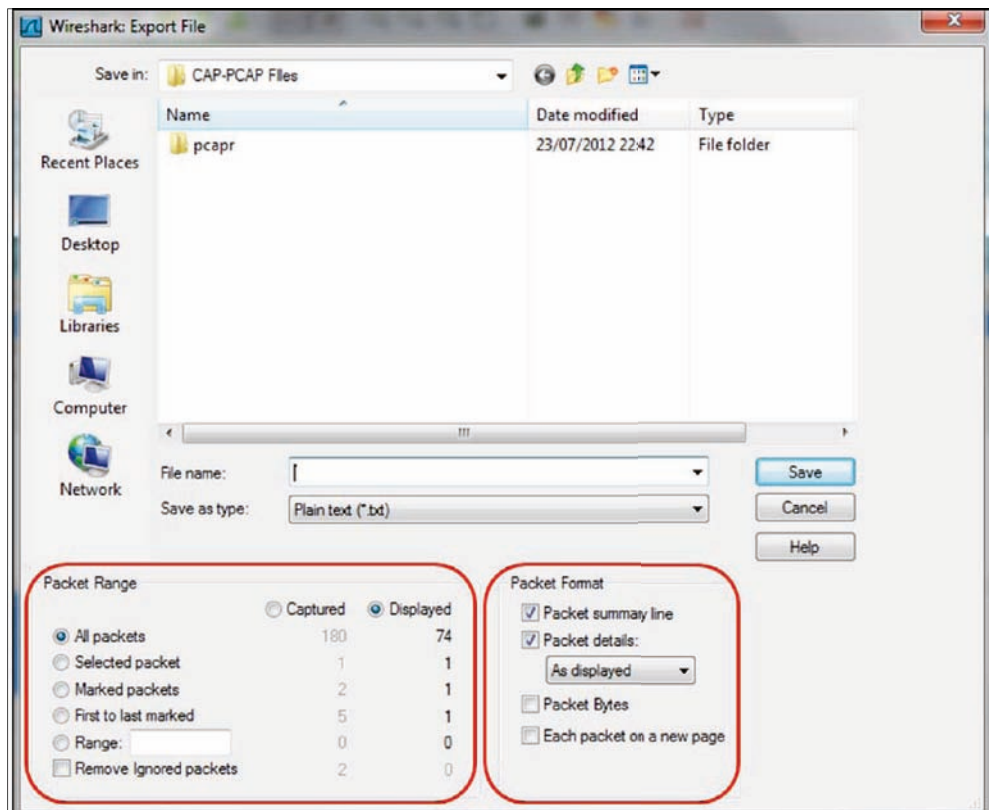 Wireshark: Export File
Save in: CAP-PCAP FIles
Name Date modified Type
pcapr 23/07/2012 22:42 File folder
Recent Places
Desktop
Libraries
Computer
Network
File name: Save
Save as type: Plain text (*.txt) Cancel
Help
Packet Range
Captured Displayed
All packets 180 74
Selected packet 1 1
Marked packets 2 1
First to last marked 5 1
Range: 0 0
Remove Ignored packets 2 0
Packet Format
Packet summary line
Packet details:
As displayed
Packet Bytes
Each packet on a new page